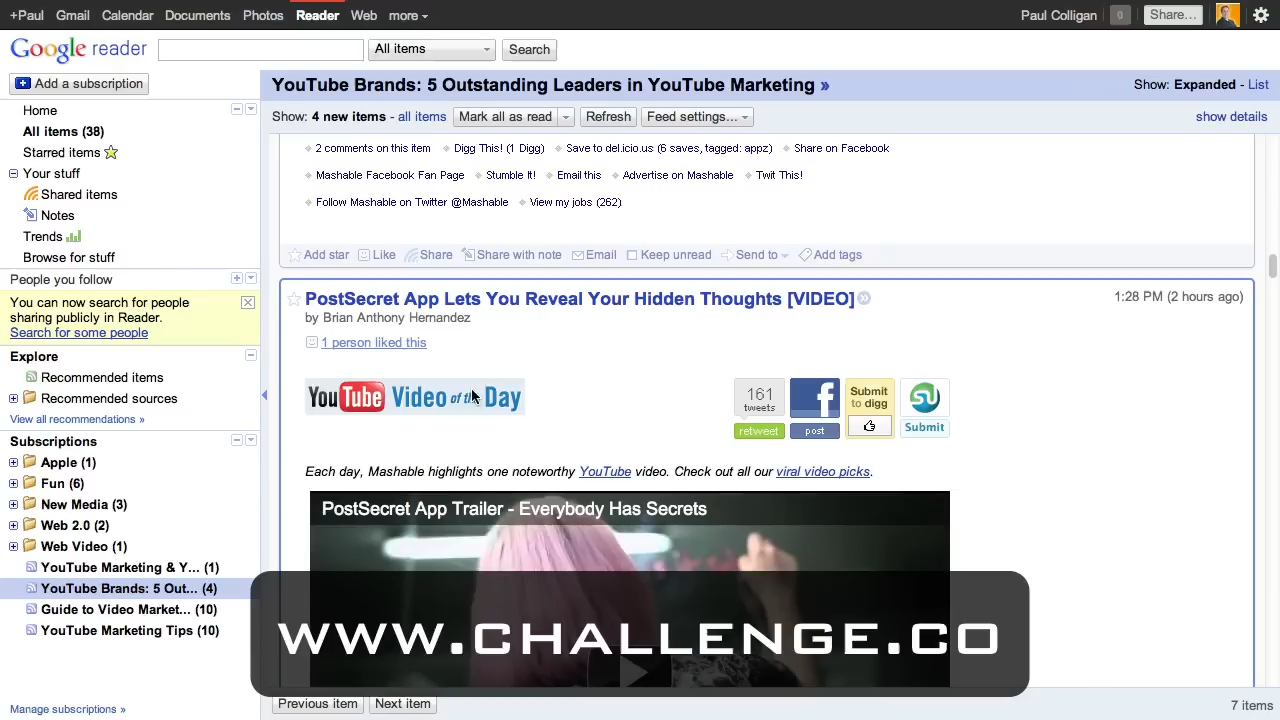 +Paul Gmail Calendar Documents Photos Reader Web more Paul Colligan 0 Share...
Google reader All items Search
Add a subscription
Home
All items (38)
Starred items
Your stuff
Shared items
Notes
Trends
Browse for stuff
People you follow
You can now search for people
sharing publicly in Reader.
Search for some people
Explore
Recommended items
Recommended sources
View all recommendations »
Subscriptions
Apple (1)
Fun (6)
New Media (3)
Web 2.0 (2)
Web Video (1)
YouTube Marketing & Y... (1)
YouTube Brands: 5 Out... (4)
Guide to Video Market... (10)
YouTube Marketing Tips (10)
Manage subscriptions »
YouTube Brands: 5 Outstanding Leaders in YouTube Marketing » Show: Expanded - List
Show: 4 new items - all items Mark all as read Refresh Feed settings... show details
2 comments on this item Digg This! (1 Digg) Save to del.icio.us (6 saves, tagged: appz) Share on Facebook
Mashable Facebook Fan Page Stumble It! Email this Advertise on Mashable Twit This!
Follow Mashable on Twitter @Mashable View my jobs (262)
Add star Like Share Share with note Email Keep unread Send to Add tags
PostSecret App Lets You Reveal Your Hidden Thoughts [VIDEO] » 1:28 PM (2 hours ago)
by Brian Anthony Hernandez
1 person liked this
YouTube Video of the Day
161
tweets
retweet
f
post
Submit
to digg
SU
Submit
Each day, Mashable highlights one noteworthy YouTube video. Check out all our viral video picks.
PostSecret App Trailer - Everybody Has Secrets
WWW.CHALLENGE.CO
Previous item Next item 7 items